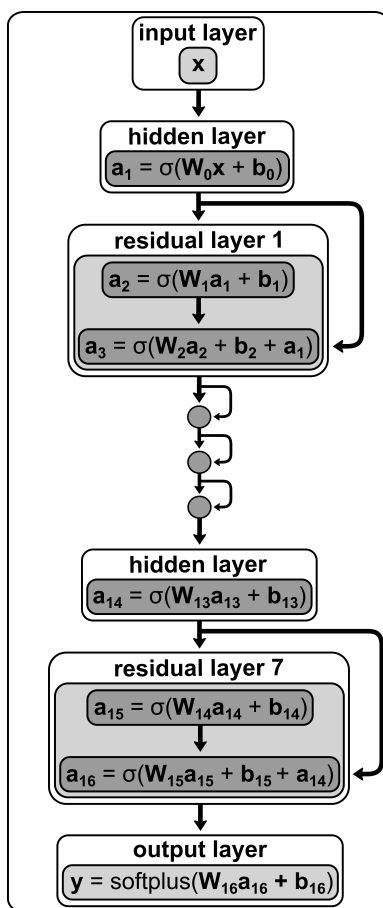 input layer
x
hidden layer
a₁ = σ(W₀x + b₀)
residual layer 1
a₂ = σ(W₁a₁ + b₁)
a₃ = σ(W₂a₂ + b₂ + a₁)
hidden layer
a₁₄ = σ(W₁₃a₁₃ + b₁₃)
residual layer 7
a₁₅ = σ(W₁₄a₁₄ + b₁₄)
a₁₆ = σ(W₁₅a₁₅ + b₁₅ + a₁₄)
output layer
y = softplus(W₁₆a₁₆ + b₁₆)